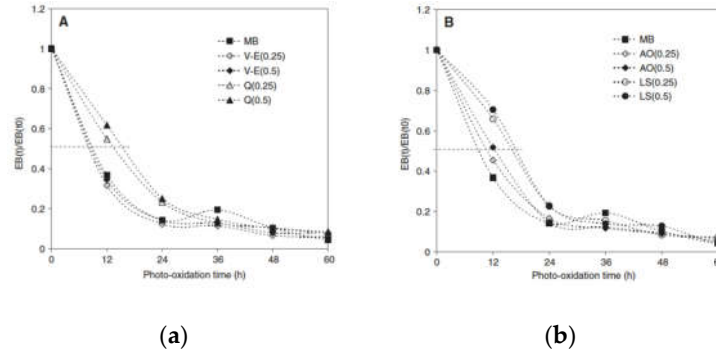 A
EB(t)/EB(t0)
1.2
1
0.8
0.6
0.4
0.2
0
0 12 24 36 48 60
Photo-oxidation time (h)
MB
V-E(0.25)
V-E(0.5)
Q(0.25)
Q(0.5)
(a)
B
EB(t)/EB(t0)
1.2
1
0.8
0.6
0.4
0.2
0
0 12 24 36 48 60
Photo-oxidation time (h)
MB
AO(0.25)
AO(0.5)
LS(0.25)
LS(0.5)
(b)